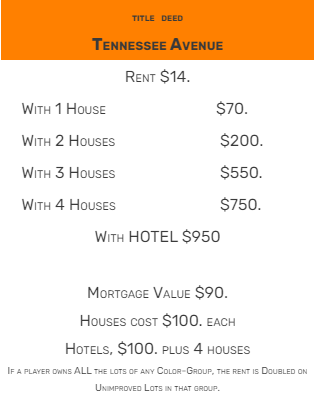 TITLE DEED
TENNESSEE AVENUE
RENT $14.
WITH 1 HOUSE $70.
WITH 2 HOUSES $200.
WITH 3 HOUSES $550.
WITH 4 HOUSES $750.
WITH HOTEL $950
MORTGAGE VALUE $90.
HOUSES COST $100. EACH
HOTELS, $100. PLUS 4 HOUSES
IF A PLAYER OWNS ALL THE LOTS OF ANY COLOR-GROUP, THE RENT IS DOUBLED ON
UNIMPROVED LOTS IN THAT GROUP.